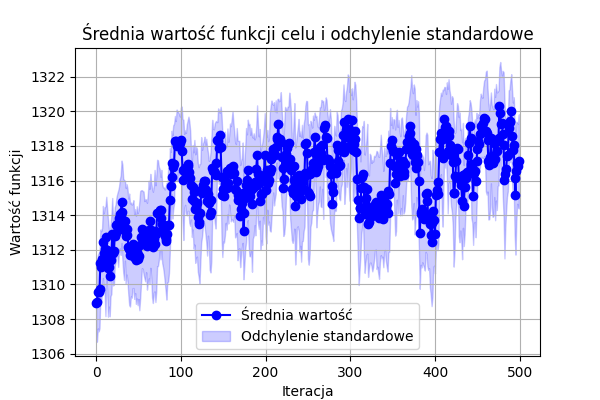 Średnia wartość funkcji celu i odchylenie standardowe
Wartość funkcji
1322
1320
1318
1316
1314
1312
1310
1308
1306
Średnia wartość
Odchylenie standardowe
0 100 200 300 400 500
Iteracja